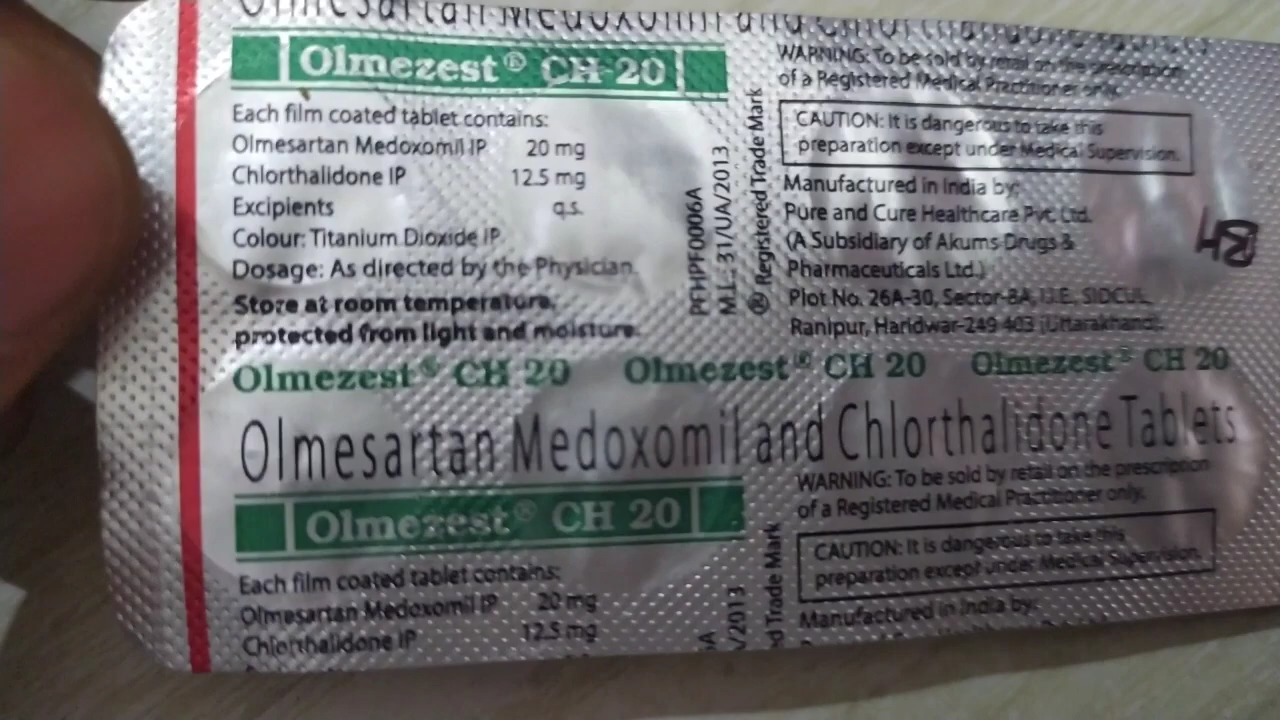 Olmesartan Medoxomil and Chlorthalidone Tablets
Olmezest® CH 20
Each film coated tablet contains:
Olmesartan Medoxomil IP 20 mg
Chlorthalidone IP 12.5 mg
Excipients q.s.
Colour: Titanium Dioxide IP
Dosage: As directed by the Physician.
Store at room temperature,
protected from light and moisture.
PFHPF0006A
M.L.: 31/UA/2013
® Registered Trade Mark
WARNING: To be sold by retail on the prescription
of a Registered Medical Practitioner only.
CAUTION: It is dangerous to take this
preparation except under Medical Supervision.
Manufactured in India by:
Pure and Cure Healthcare Pvt. Ltd.
(A Subsidiary of Akums Drugs &
Pharmaceuticals Ltd.)
Plot No. 26A-30, Sector-8A, I.I.E., SIDCUL,
Ranipur, Haridwar-249 403 (Uttarakhand).
Olmezest® CH 20 Olmezest® CH 20 Olmezest® CH 20
Olmesartan Medoxomil and Chlorthalidone Tablets
Olmezest® CH 20
Each film coated tablet contains:
Olmesartan Medoxomil IP 20 mg
Chlorthalidone IP 12.5 mg
/2013
Trade Mark
WARNING: To be sold by retail on the prescription
of a Registered Medical Practitioner only.
CAUTION: It is dangerous to take this
preparation except under Medical Supervision.
Manufactured in India by: